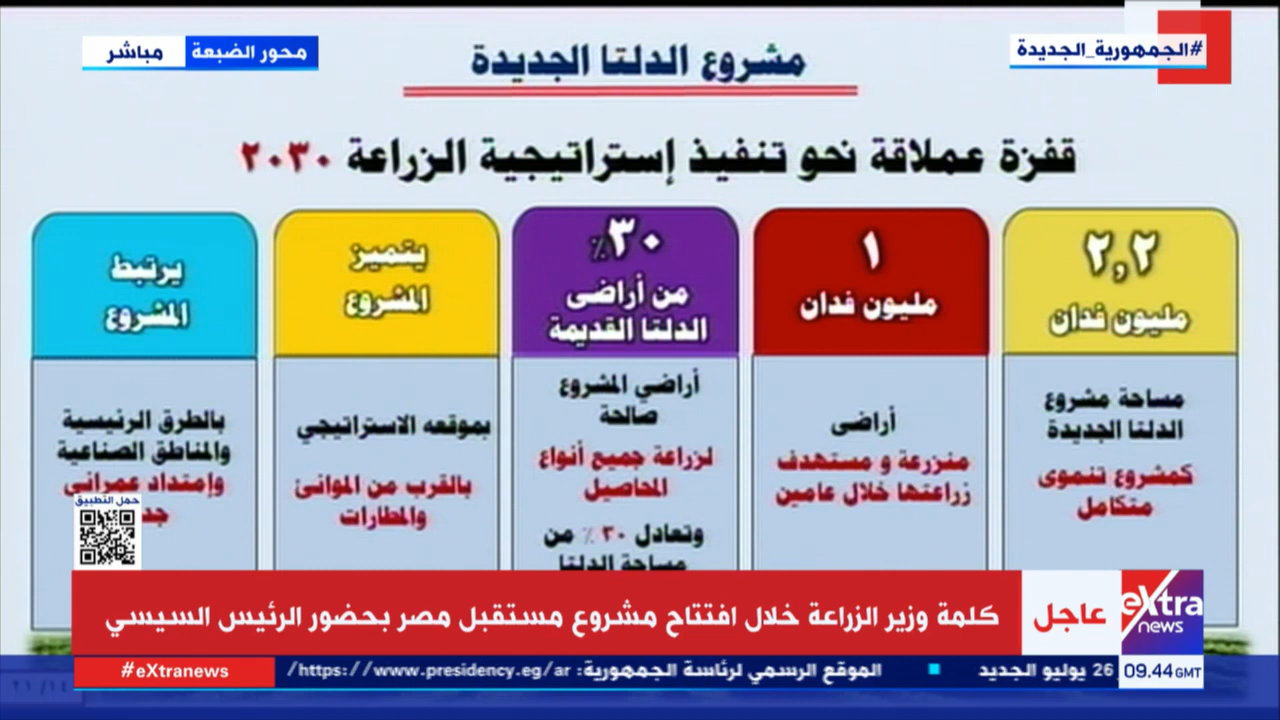 #الجمهورية_الجديدة
محور الضبعة
مباشر
مشروع الدلتا الجديدة
قفزة عملاقة نحو تنفيذ إستراتيجية الزراعة ٢٠٣٠
٢,٢
مليون فدان
مساحة مشروع
الدلتا الجديدة
كمشروع تنموى
متكامل
١
مليون فدان
أراضى
منزرعة و مستهدف
زراعتها خلال عامين
٣٠٪
من أراضى
الدلتا القديمة
أراضي المشروع
صالحة
لزراعة جميع أنواع
المحاصيل
وتعادل ٣٠٪ من
مساحة الدلتا
يتميز
المشروع
بموقعه الاستراتيجي
بالقرب من الموانئ
والمطارات
يرتبط
المشروع
بالطرق الرئيسية
والمناطق الصناعية
وإمتداد عمرانى
حمل التطبيق
عاجل
كلمة وزير الزراعة خلال افتتاح مشروع مستقبل مصر بحضور الرئيس السيسي
eXtra
news
09.44 GMT
26 يوليو الجديد
الموقع الرسمي لرئاسة الجمهورية: https://www.presidency.eg/ar/
#eXtranews